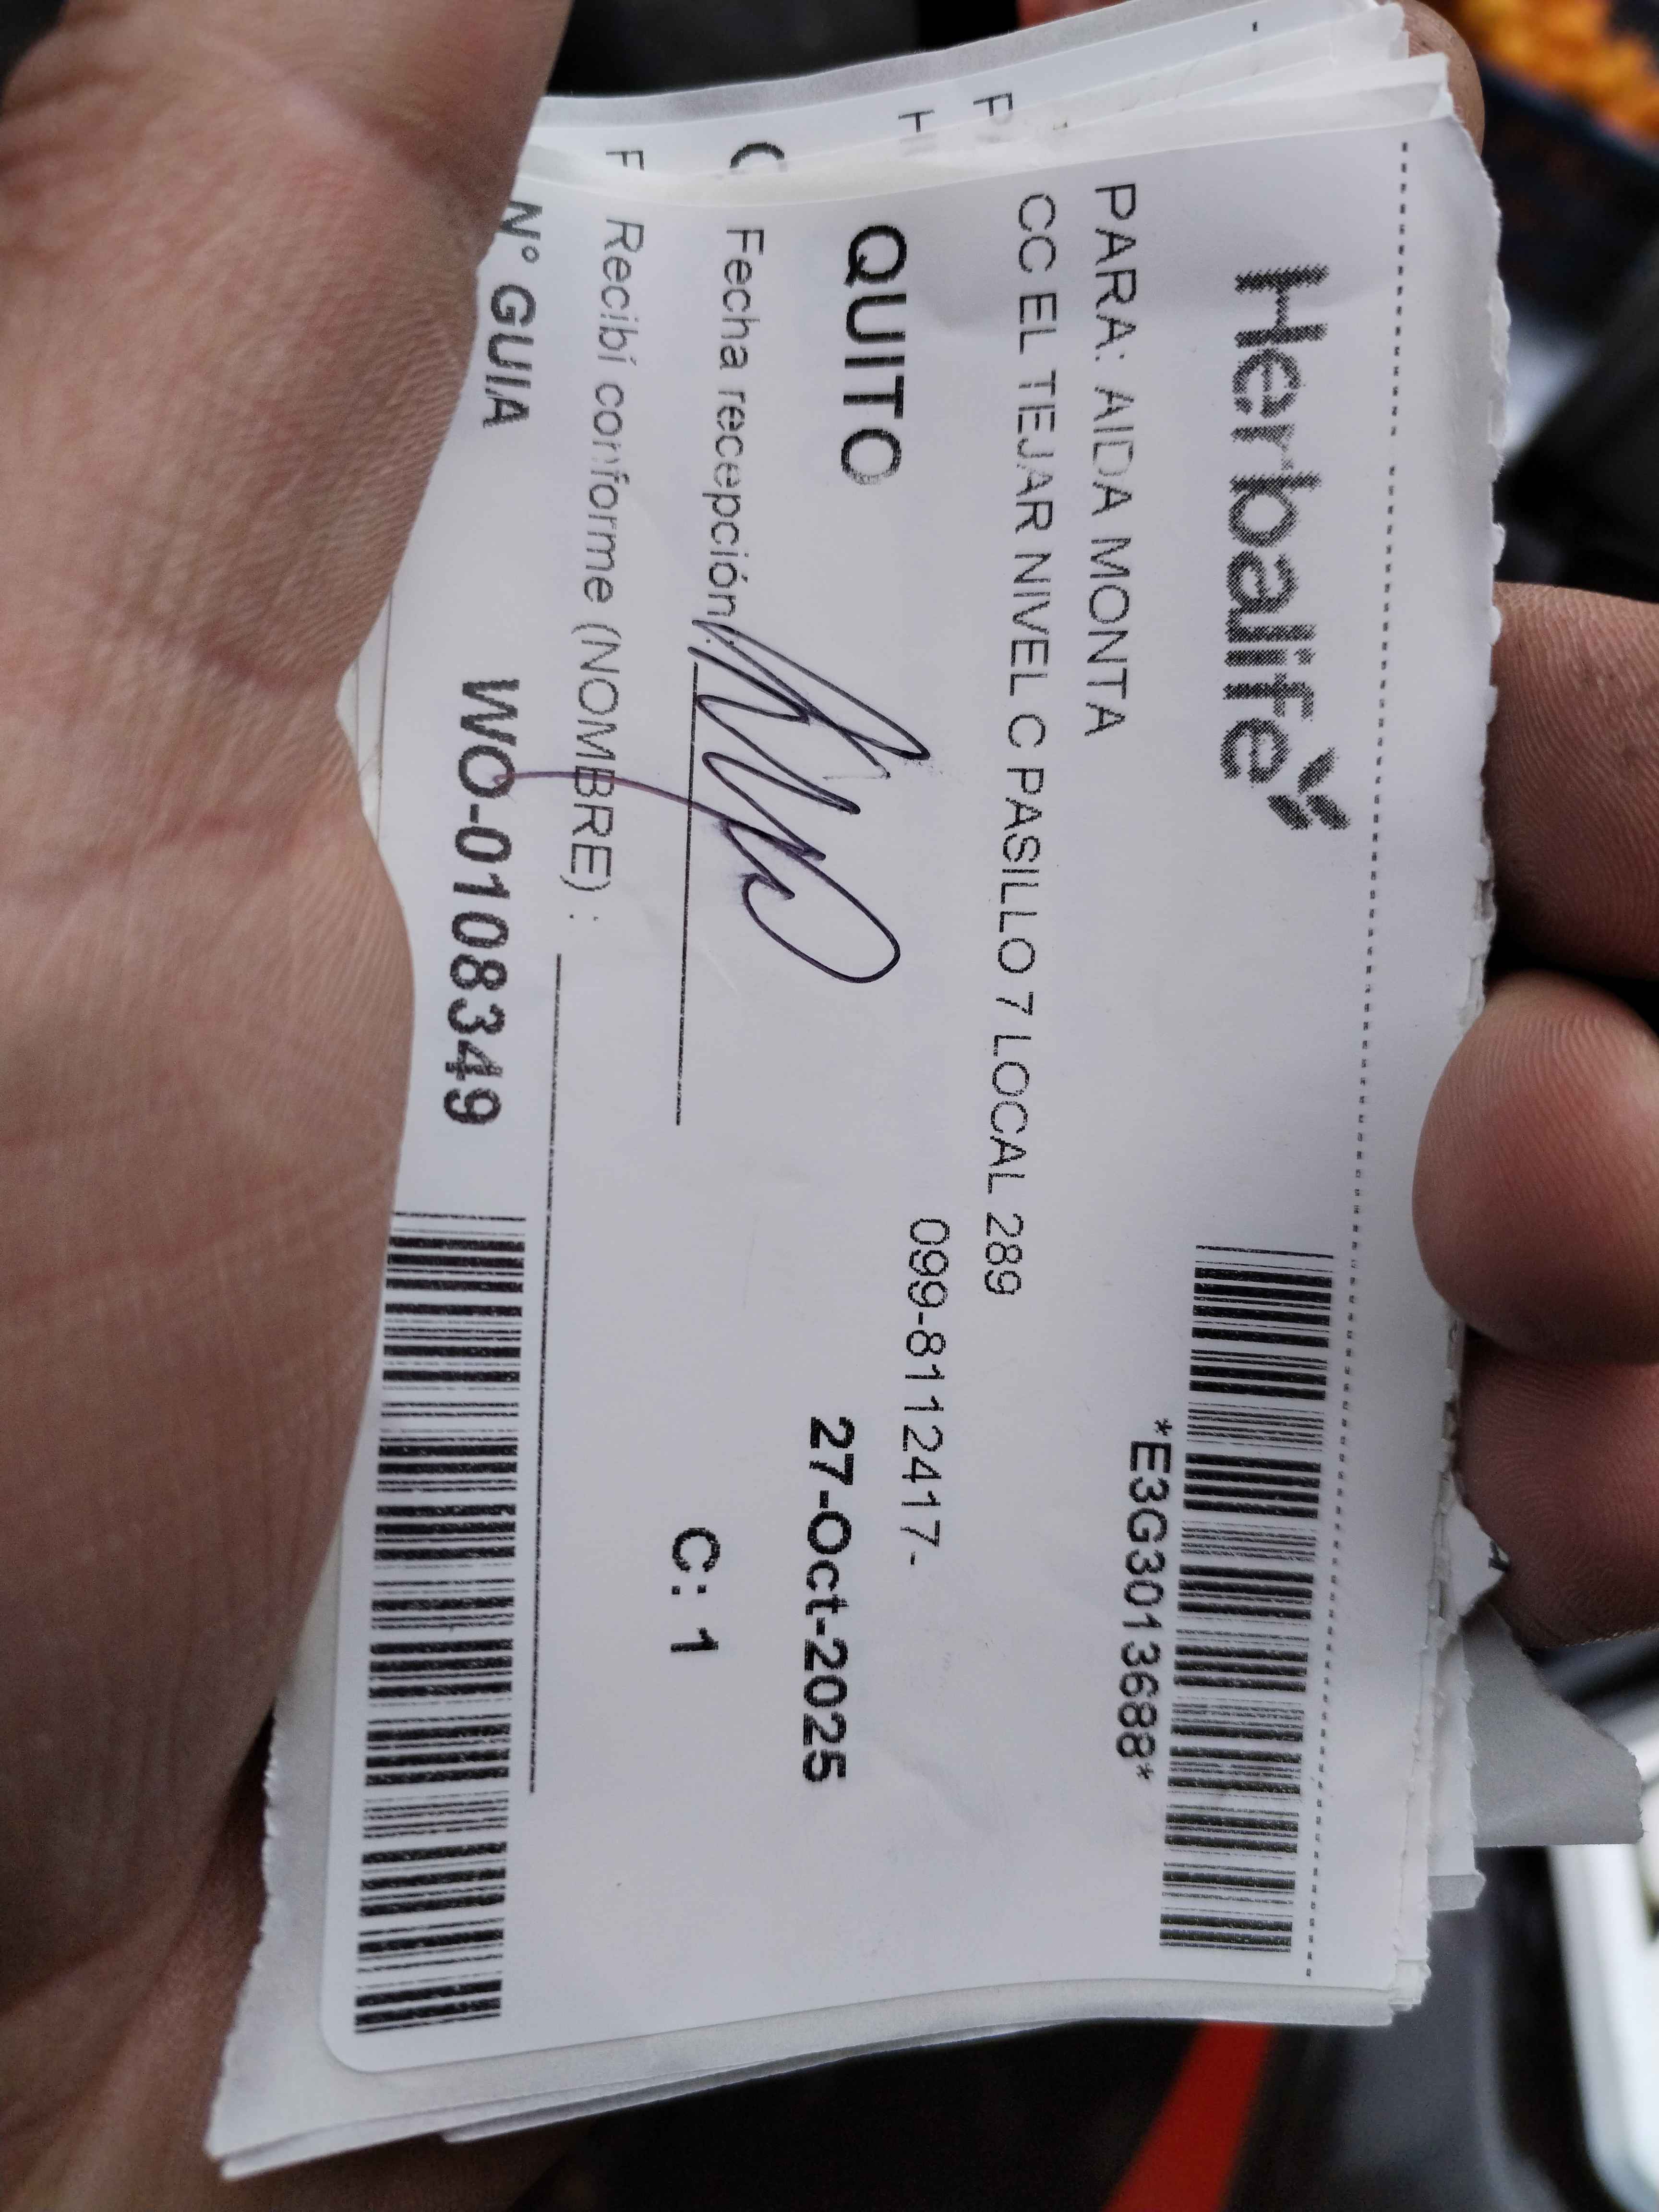 Herbalife
*E3G3013688*
PARA: AIDA MONTA
CC EL TEJAR NIVEL C PASILLO 7 LOCAL 289
099-8112417-
QUITO
27-Oct-2025
Fecha recepción:
C: 1
Recibí conforme (NOMBRE) :
N° GUIA WO-0108349